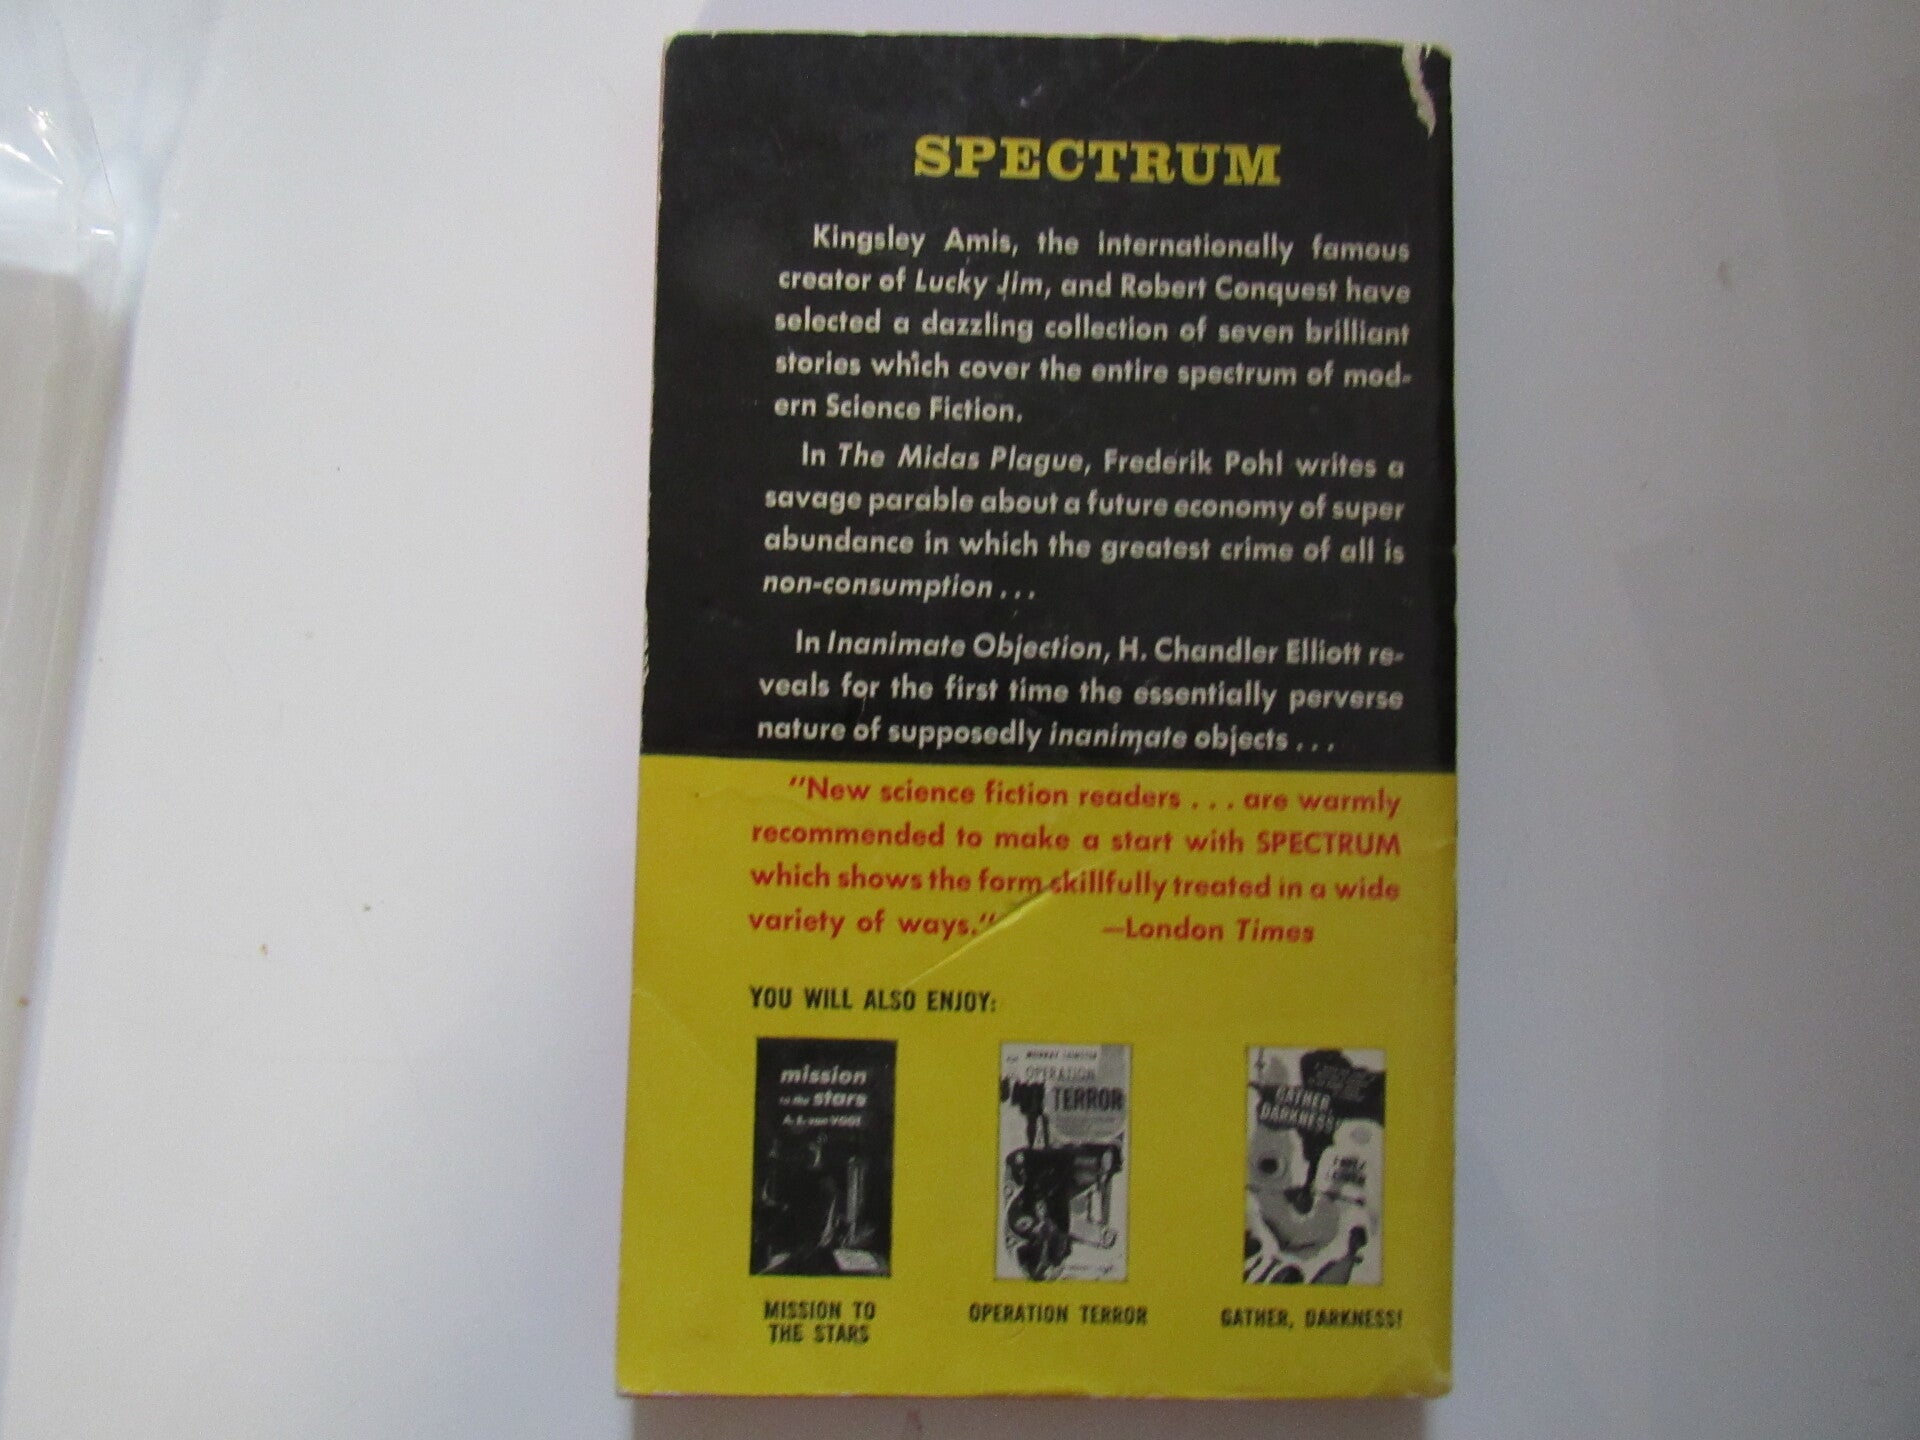 SPECTRUM
Kingsley Amis, the internationally famous
creator of Lucky Jim, and Robert Conquest have
selected a dazzling collection of seven brilliant
stories which cover the entire spectrum of mod-
ern Science Fiction.
In The Midas Plague, Frederik Pohl writes a
savage parable about a future economy of super
abundance in which the greatest crime of all is
non-consumption . . .
In Inanimate Objection, H. Chandler Elliott re-
veals for the first time the essentially perverse
nature of supposedly inanimate objects . . .
"New science fiction readers . . . are warmly
recommended to make a start with SPECTRUM
which shows the form skillfully treated in a wide
variety of ways." —London Times
YOU WILL ALSO ENJOY:
mission
to the stars
A. E. van VOGT
OPERATION
TERROR
GATHER,
DARKNESS!
MISSION TO
THE STARS
OPERATION TERROR
GATHER, DARKNESS!